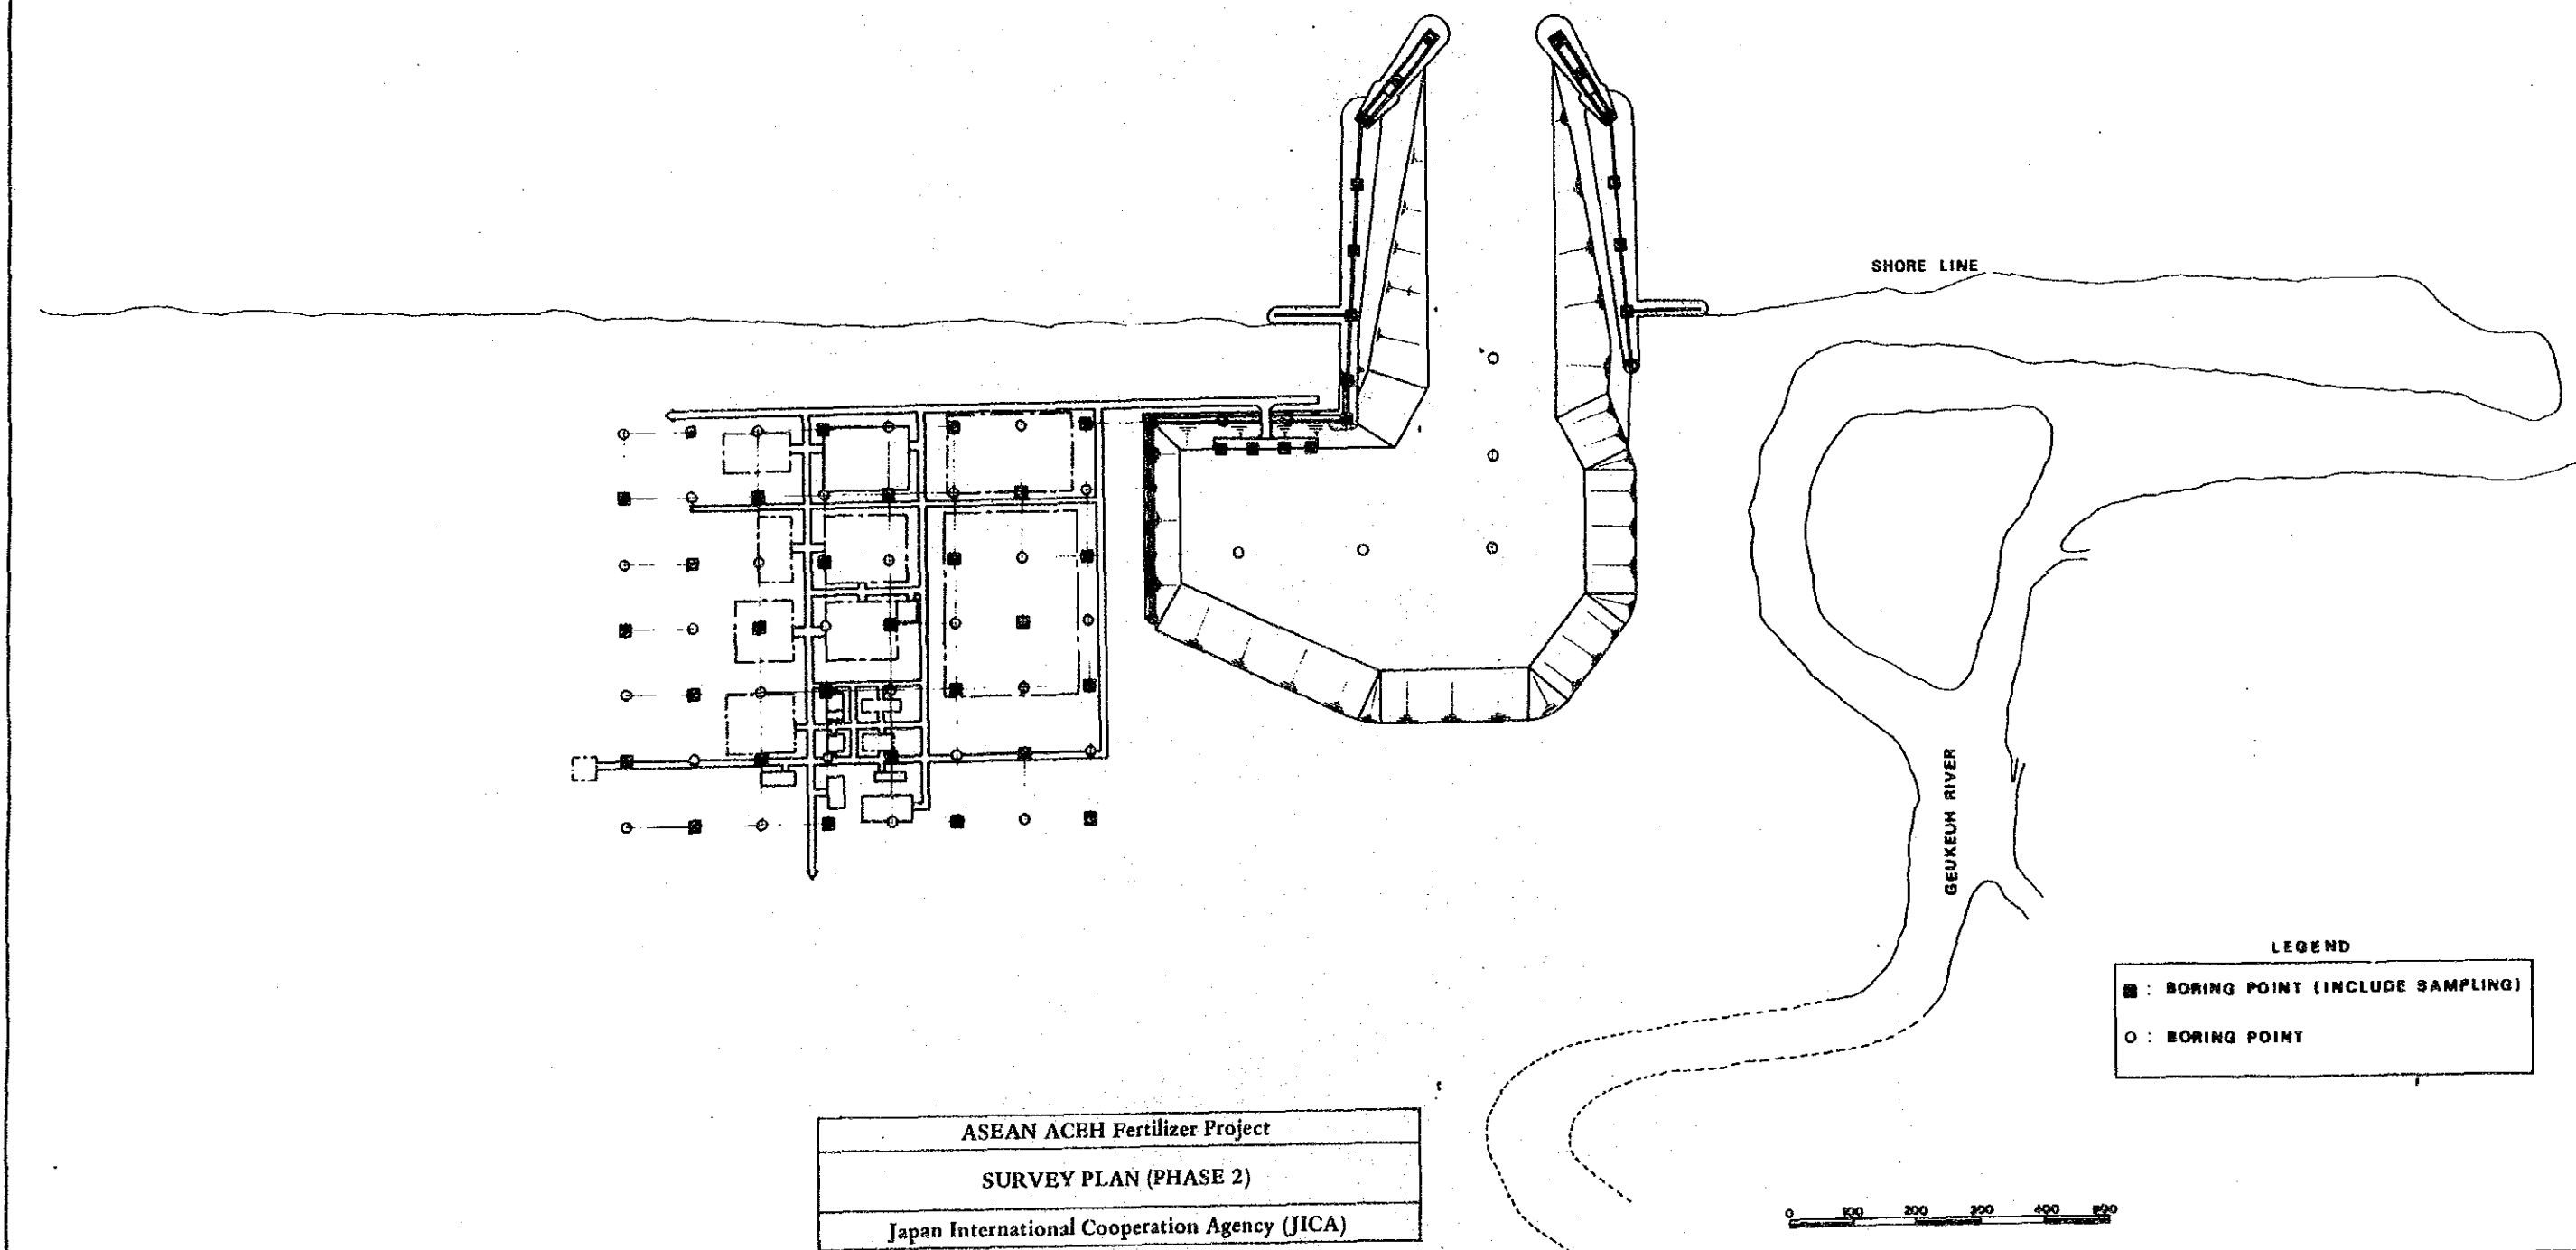 SHORE LINE
GEUKEUH RIVER
LEGEND
: BORING POINT (INCLUDE SAMPLING)
O : BORING POINT
ASEAN ACEH Fertilizer Project
SURVEY PLAN (PHASE 2)
Japan International Cooperation Agency (JICA)
0 100 200 300 400 500